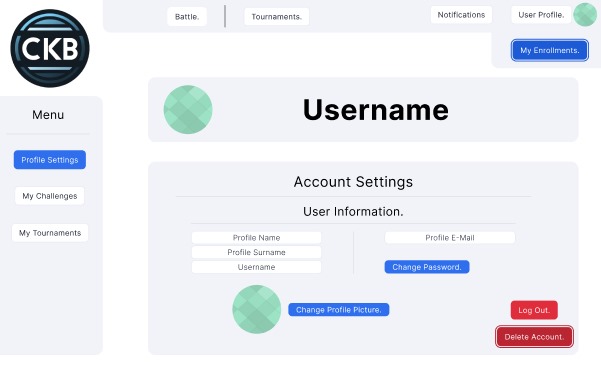 CKB
Battle.
Tournaments.
Notifications
User Profile.
My Enrollments.
Menu
Profile Settings
My Challenges
My Tournaments
Username
Account Settings
User Information.
Profile Name
Profile Surname
Username
Profile E-Mail
Change Password.
Change Profile Picture.
Log Out.
Delete Account.